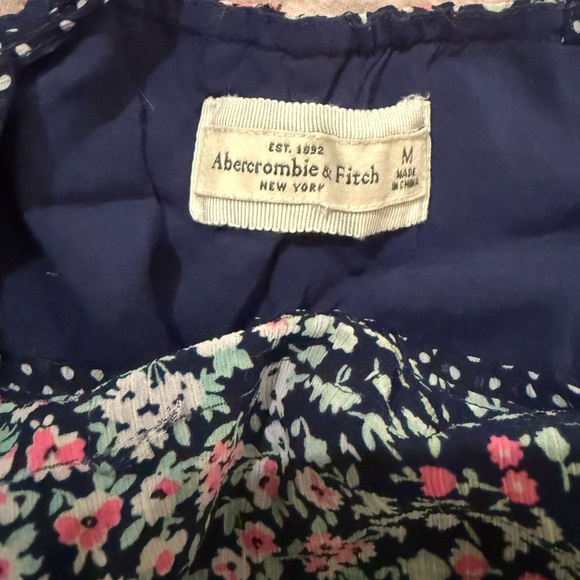 EST. 1892
Abercrombie & Fitch
NEW YORK
M
MADE
IN CHINA